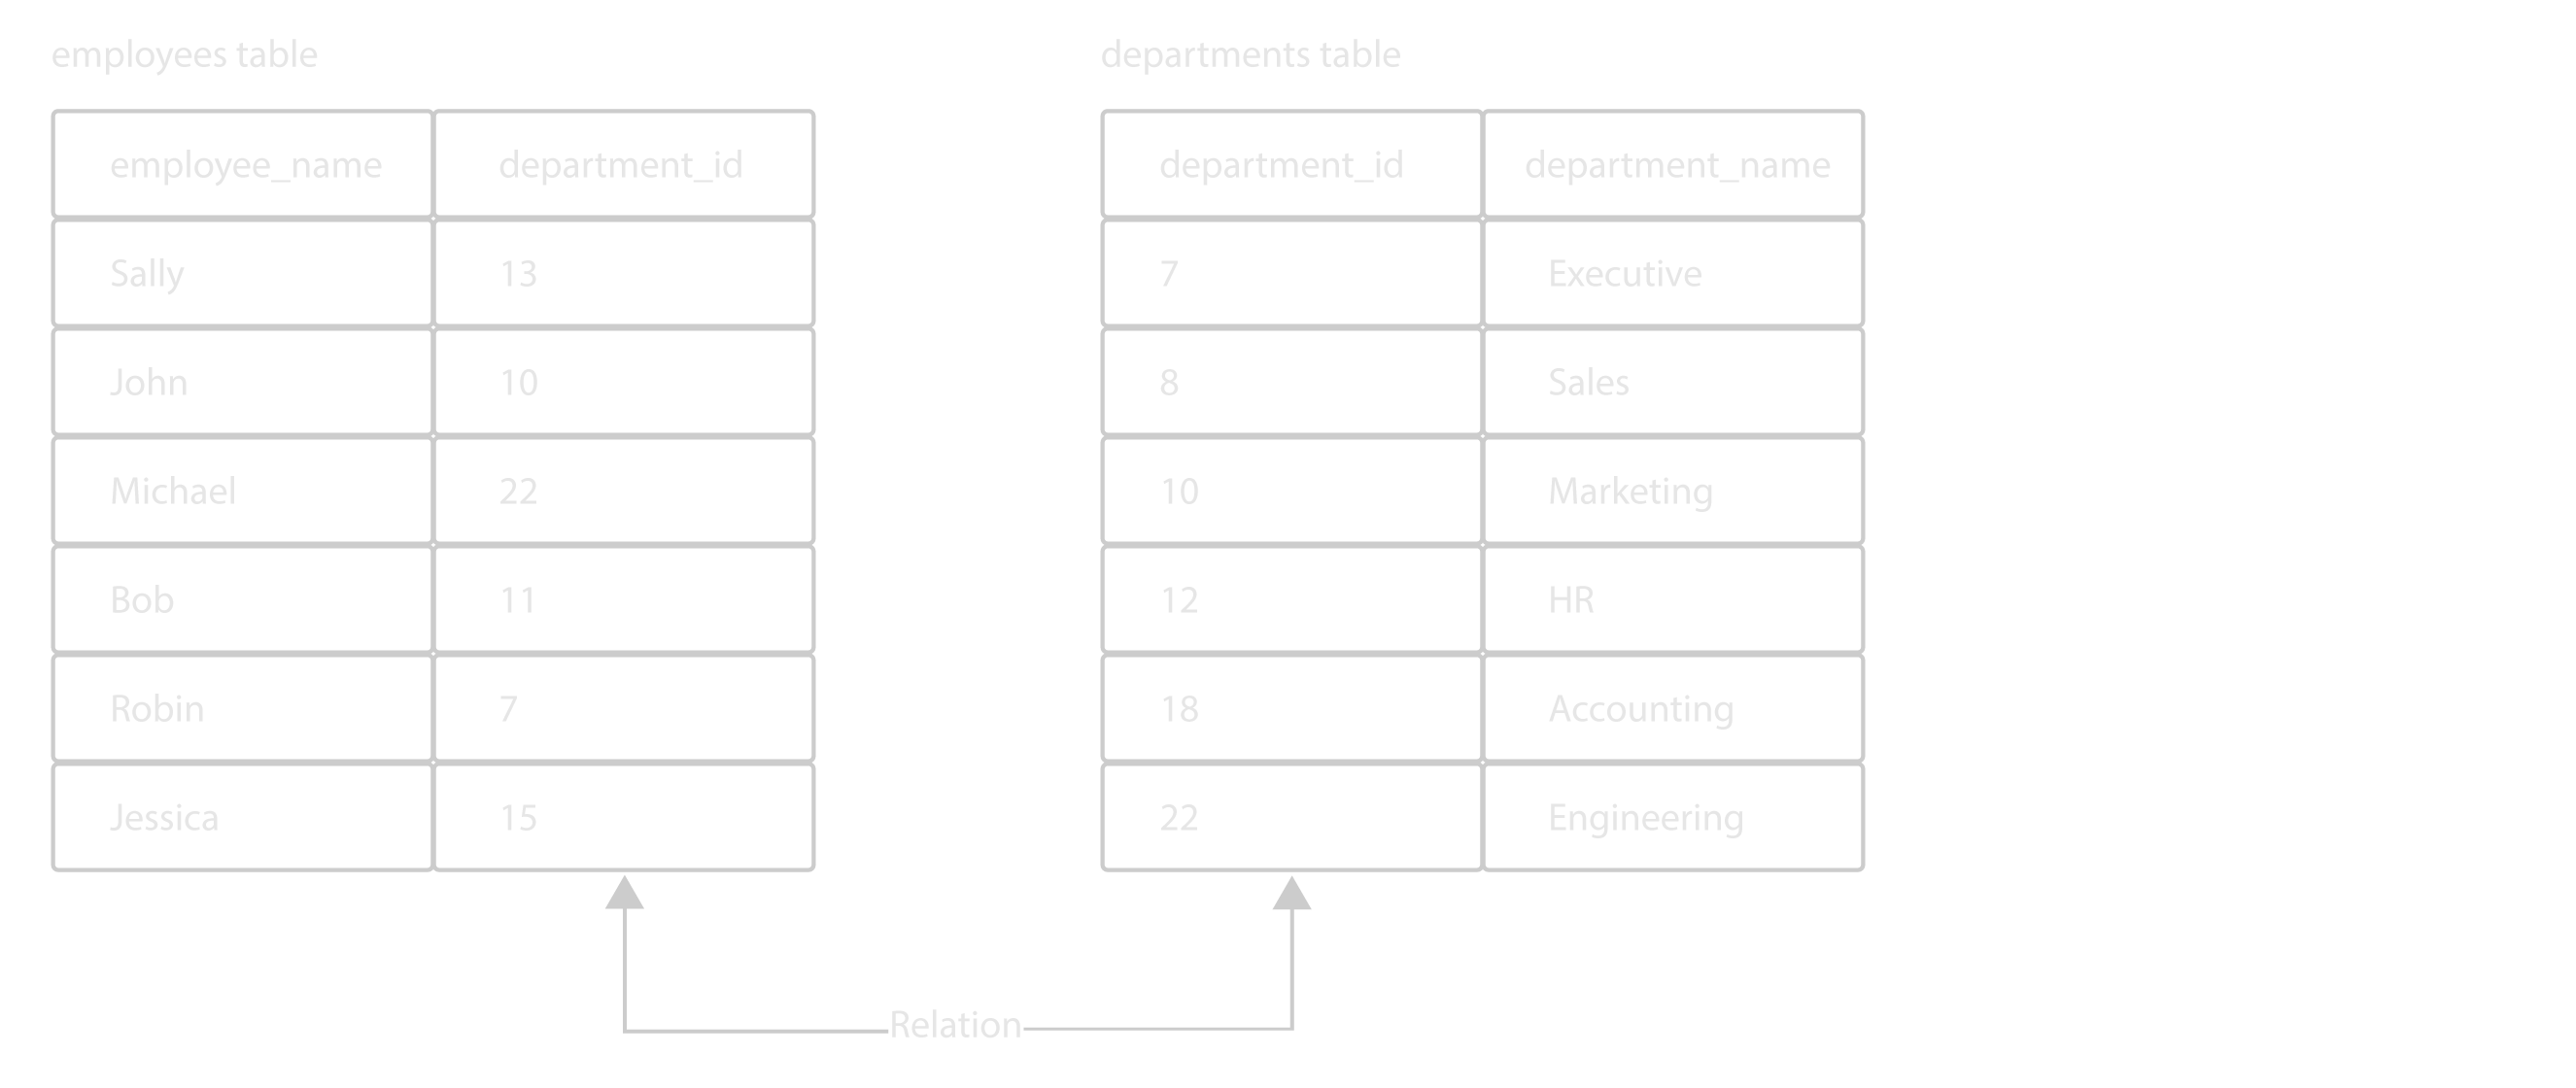 employees table
employee_name department_id
Sally 13
John 10
Michael 22
Bob 11
Robin 7
Jessica 15
departments table
department_id department_name
7 Executive
8 Sales
10 Marketing
12 HR
18 Accounting
22 Engineering
Relation